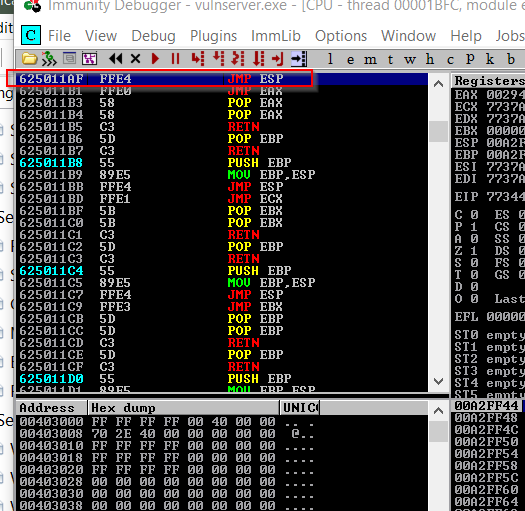 Immunity Debugger - vulnserver.exe - [CPU - thread 00001BFC, module e
C File View Debug Plugins ImmLib Options Window Help Jobs
l e m t w h c p k b z r
625011AF FFE4 JMP ESP
625011B1 FFE0 JMP EAX
625011B3 58 POP EAX
625011B4 58 POP EAX
625011B5 C3 RETN
625011B6 5D POP EBP
625011B7 C3 RETN
625011B8 55 PUSH EBP
625011B9 89E5 MOV EBP,ESP
625011BB FFE4 JMP ESP
625011BD FFE1 JMP ECX
625011BF 5B POP EBX
625011C0 5B POP EBX
625011C1 C3 RETN
625011C2 5D POP EBP
625011C3 C3 RETN
625011C4 55 PUSH EBP
625011C5 89E5 MOV EBP,ESP
625011C7 FFE4 JMP ESP
625011C9 FFE3 JMP EBX
625011CB 5D POP EBP
625011CC 5D POP EBP
625011CD C3 RETN
625011CE 5D POP EBP
625011CF C3 RETN
625011D0 55 PUSH EBP
625011D1 89E5 MOV EBP,ESP
Registers
EAX 00294
ECX 7737A
EDX 7737A
EBX 00000
ESP 00A2F
EBP 00A2F
ESI 7737A
EDI 7737A
EIP 77344
C 0 ES 0
P 1 CS 0
A 0 SS 0
Z 1 DS 0
S 0 FS 0
T 0 GS 0
D 0
O 0 Last
EFL 00000
ST0 empty
ST1 empty
ST2 empty
ST3 empty
ST4 empty
ST5 empty
Address Hex dump UNICO
00403000 FF FF FF FF 00 40 00 00 .. .
00403008 70 2E 40 00 00 00 00 00 @..
00403010 FF FF FF FF 00 00 00 00 ....
00403018 FF FF FF FF 00 00 00 00 ....
00403020 FF FF FF FF 00 00 00 00 ....
00403028 00 00 00 00 00 00 00 00 ....
00403030 00 00 00 00 00 00 00 00 ....
00403038 00 00 00 00 00 00 00 00 ....
00A2FF44
00A2FF48
00A2FF4C
00A2FF50
00A2FF54
00A2FF58
00A2FF5C
00A2FF60
00A2FF64